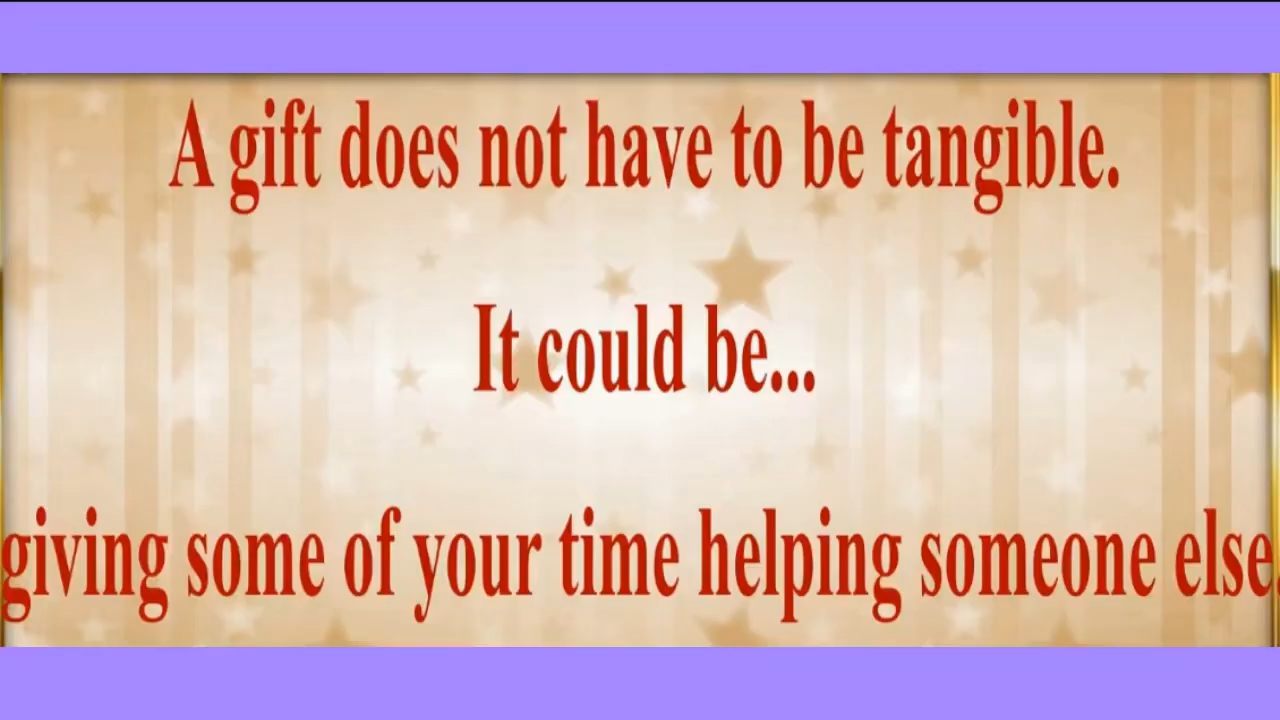 A gift does not have to be tangible.
It could be...
giving some of your time helping someone else.